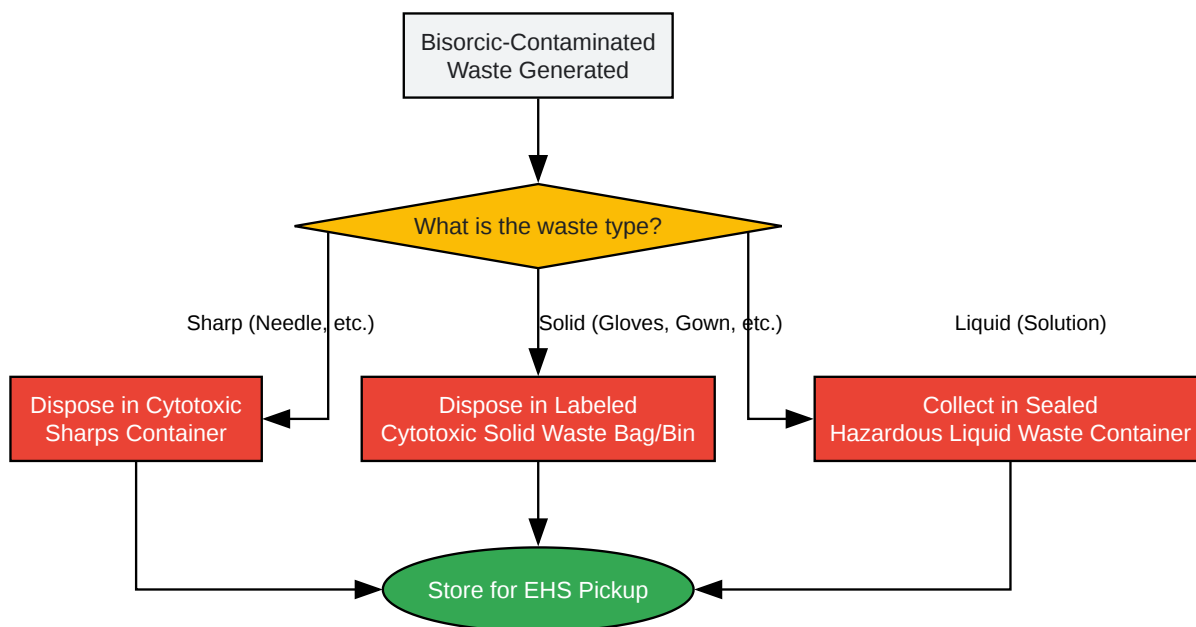 Bisorcic-Contaminated
Waste Generated
What is the waste type?
Sharp (Needle, etc.)
Solid (Gloves, Gown, etc.)
Liquid (Solution)
Dispose in Cytotoxic
Sharps Container
Dispose in Labeled
Cytotoxic Solid Waste Bag/Bin
Collect in Sealed
Hazardous Liquid Waste Container
Store for EHS Pickup